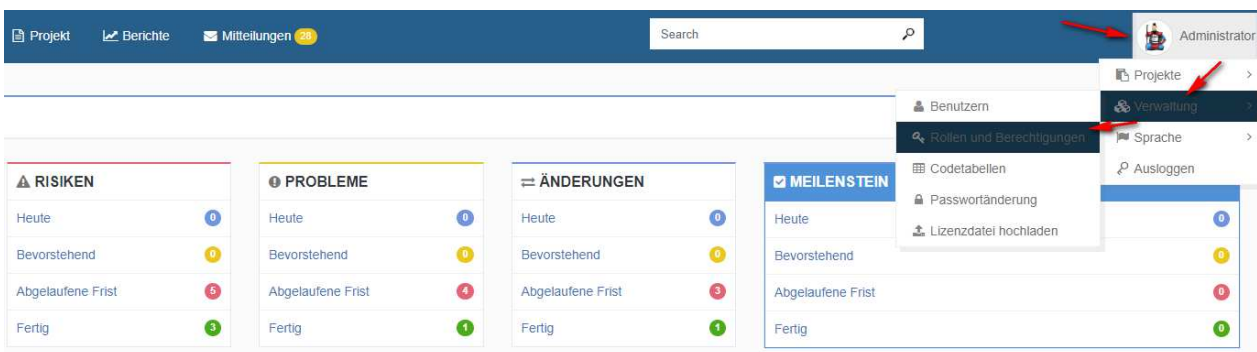 Projekt Berichte Mitteilungen 28 Search Administrator
Projekte
Verwaltung
Sprache
Ausloggen
Benutzern
Rollen und Berechtigungen
Codetabellen
Passwortänderung
Lizenzdatei hochladen
RISIKEN
Heute 0
Bevorstehend 0
Abgelaufene Frist 5
Fertig 3
PROBLEME
Heute 0
Bevorstehend 0
Abgelaufene Frist 4
Fertig 1
ÄNDERUNGEN
Heute 0
Bevorstehend 0
Abgelaufene Frist 3
Fertig 1
MEILENSTEIN
Heute 0
Bevorstehend 0
Abgelaufene Frist 0
Fertig 0